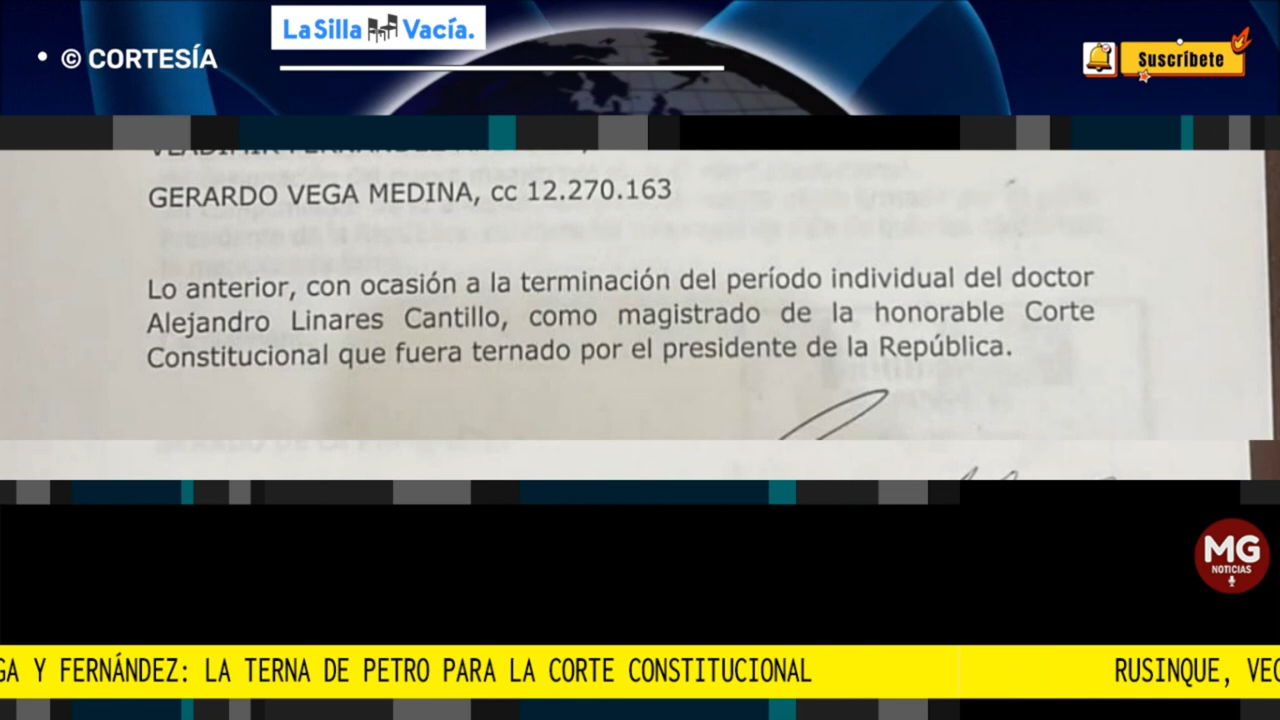 © CORTESÍA
La Silla Vacía.
Suscríbete
GERARDO VEGA MEDINA, cc 12.270.163
Lo anterior, con ocasión a la terminación del período individual del doctor
Alejandro Linares Cantillo, como magistrado de la honorable Corte
Constitucional que fuera ternado por el presidente de la República.
MG
NOTICIAS
GA Y FERNÁNDEZ: LA TERNA DE PETRO PARA LA CORTE CONSTITUCIONAL RUSINQUE, VEG